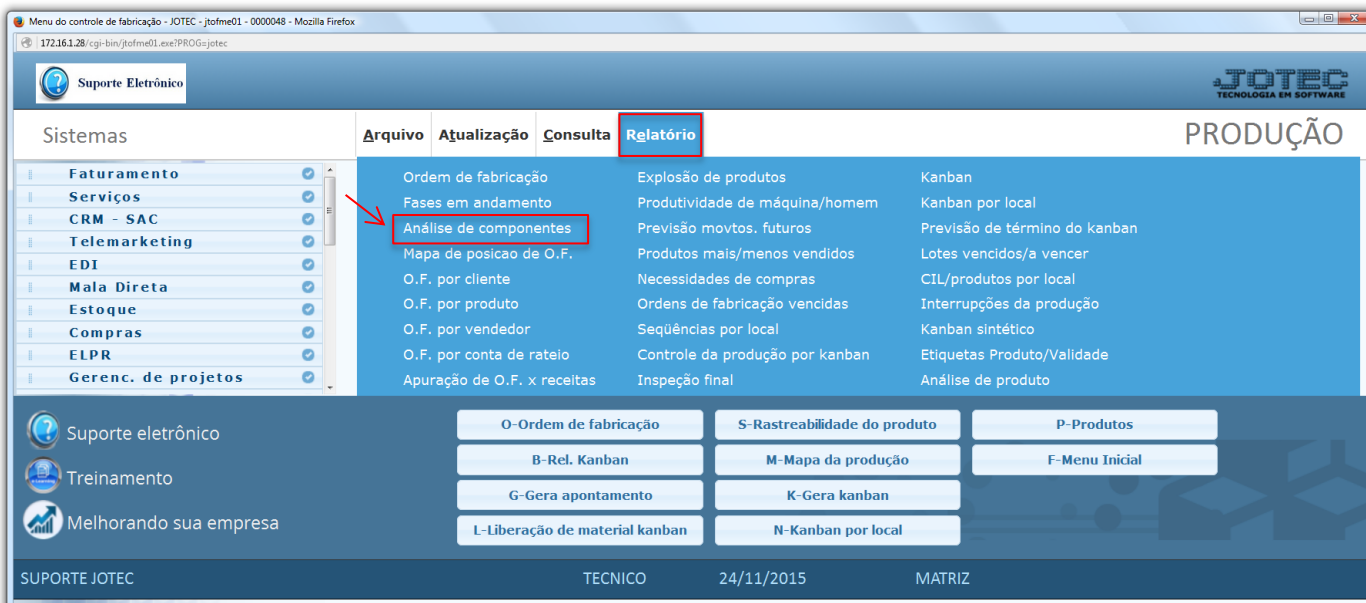 Menu do controle de fabricação - JOTEC - jtofme01 - 0000048 - Mozilla Firefox
172.16.1.28/cgi-bin/jtofme01.exe?PROG=jotec
Suporte Eletrônico
JOTEC
TECNOLOGIA EM SOFTWARE
Sistemas
Arquivo Atualização Consulta Relatório
PRODUÇÃO
Faturamento
Serviços
CRM - SAC
Telemarketing
EDI
Mala Direta
Estoque
Compras
ELPR
Gerenc. de projetos
Ordem de fabricação
Fases em andamento
Análise de componentes
Mapa de posicao de O.F.
O.F. por cliente
O.F. por produto
O.F. por vendedor
O.F. por conta de rateio
Apuração de O.F. x receitas
Explosão de produtos
Produtividade de máquina/homem
Previsão movtos. futuros
Produtos mais/menos vendidos
Necessidades de compras
Ordens de fabricação vencidas
Seqüências por local
Controle da produção por kanban
Inspeção final
Kanban
Kanban por local
Previsão de término do kanban
Lotes vencidos/a vencer
CIL/produtos por local
Interrupções da produção
Kanban sintético
Etiquetas Produto/Validade
Análise de produto
Suporte eletrônico
e-Learning
Treinamento
Melhorando sua empresa
O-Ordem de fabricação
S-Rastreabilidade do produto
P-Produtos
B-Rel. Kanban
M-Mapa da produção
F-Menu Inicial
G-Gera apontamento
K-Gera kanban
L-Liberação de material kanban
N-Kanban por local
SUPORTE JOTEC
TECNICO
24/11/2015
MATRIZ